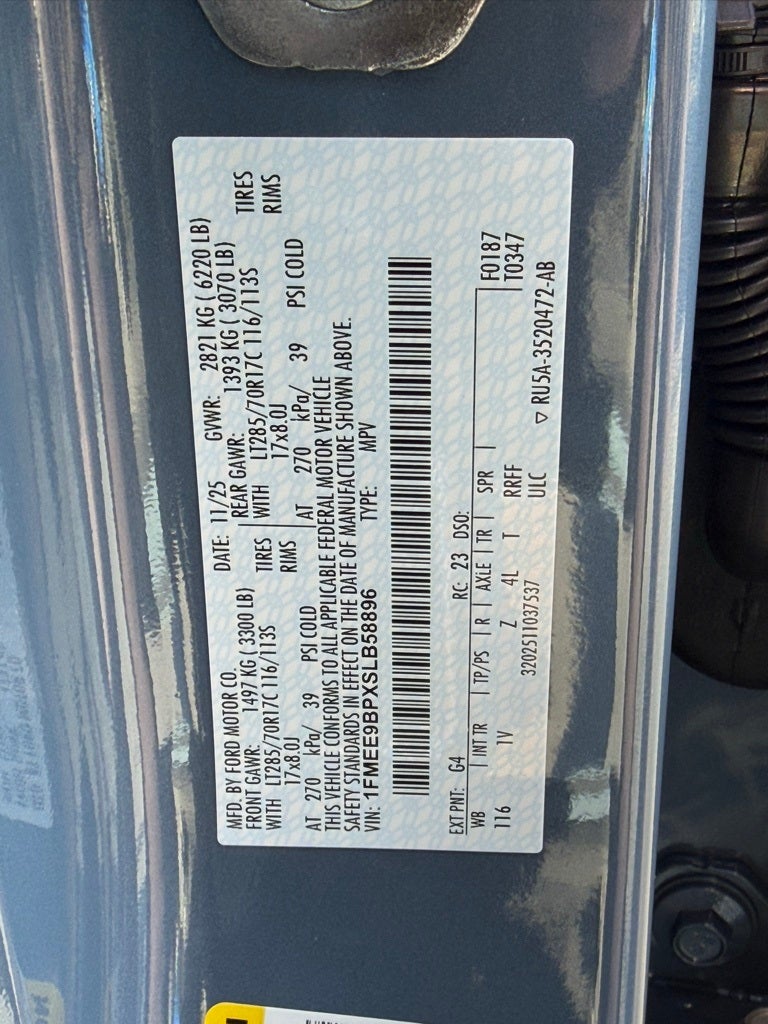 MFD. BY FORD MOTOR CO.
DATE: 11/25 GVWR: 2821 KG ( 6220 LB)
FRONT GAWR: 1497 KG ( 3300 LB) REAR GAWR: 1393 KG ( 3070 LB)
WITH LT285/70R17C 116/113S TIRES WITH LT285/70R17C 116/113S TIRES
17x8.0J RIMS 17x8.0J RIMS
AT 270 kPa/ 39 PSI COLD AT 270 kPa/ 39 PSI COLD
THIS VEHICLE CONFORMS TO ALL APPLICABLE FEDERAL MOTOR VEHICLE
SAFETY STANDARDS IN EFFECT ON THE DATE OF MANUFACTURE SHOWN ABOVE.
VIN: 1FMEE9BPXSLB58896 TYPE: MPV
EXT PNT: G4 RC: 23 DSO: F0187
WB INT TR TP/PS R AXLE TR SPR T0347
116 1V Z 4L T RRFF
3202511037537 ULC ▽ RU5A-3520472-AB